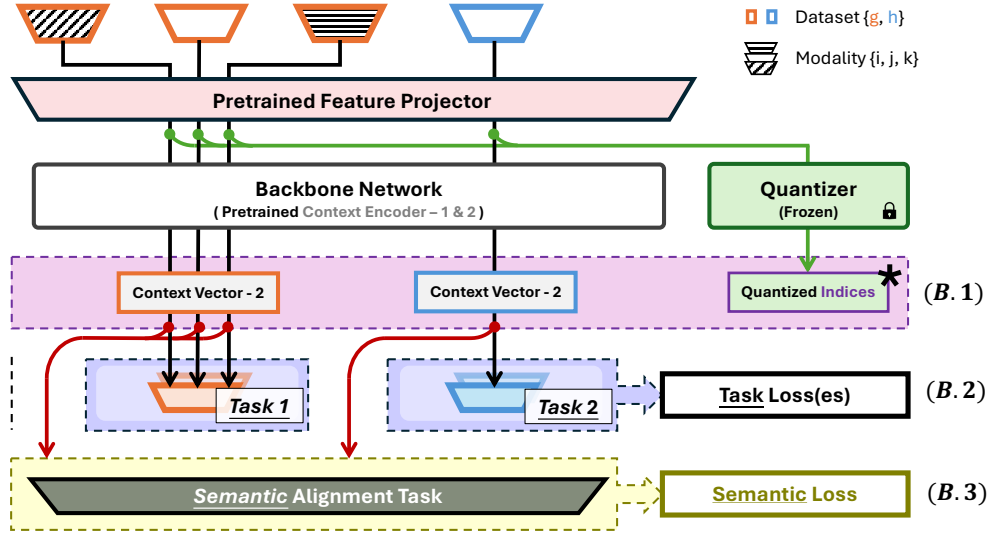 Dataset {g, h}
Modality {i, j, k}
Pretrained Feature Projector
Backbone Network
( Pretrained Context Encoder – 1 & 2 )
Quantizer
(Frozen)
Context Vector - 2
Context Vector - 2
Quantized Indices
*
(B.1)
Task 1
Task 2
Task Loss(es)
(B.2)
Semantic Alignment Task
Semantic Loss
(B.3)